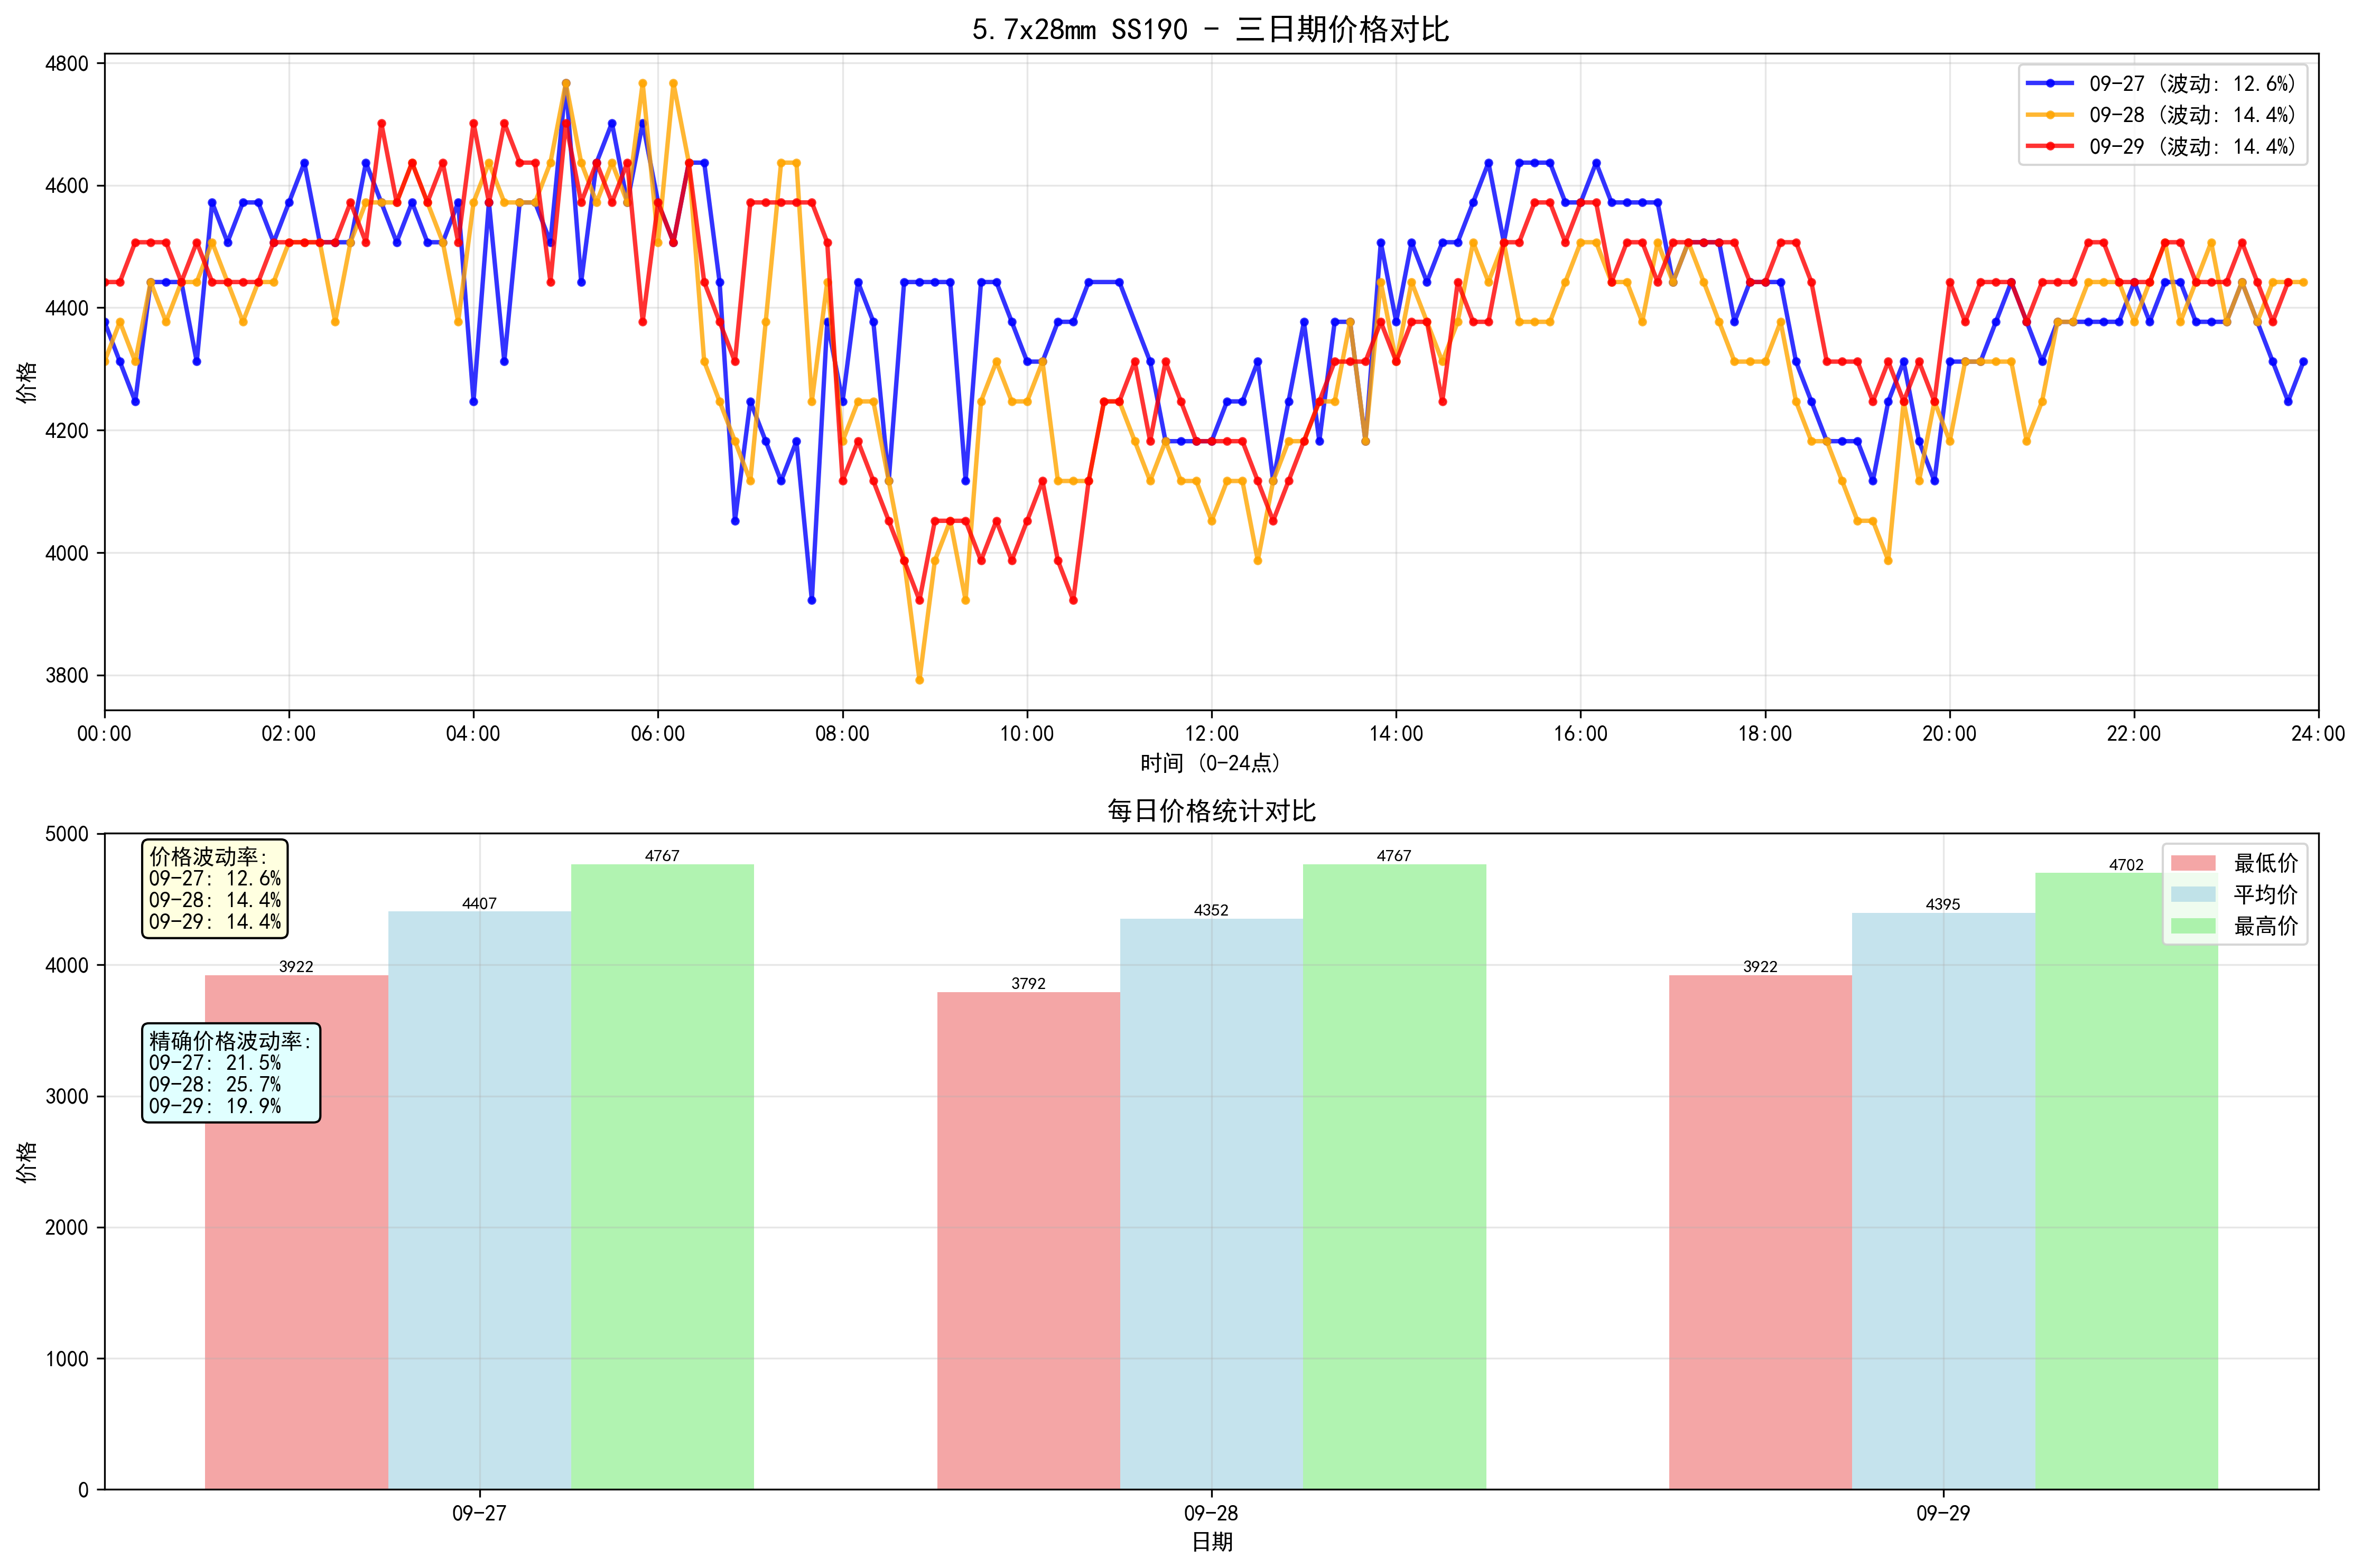 5.7x28mm SS190 - 三日期价格对比
4800
4600
4400
4200
4000
3800
价格
09-27 (波动: 12.6%)
09-28 (波动: 14.4%)
09-29 (波动: 14.4%)
00:00 02:00 04:00 06:00 08:00 10:00 12:00 14:00 16:00 18:00 20:00 22:00 24:00
时间 (0-24点)
每日价格统计对比
5000
4000
3000
2000
1000
0
价格
价格波动率:
09-27: 12.6%
09-28: 14.4%
09-29: 14.4%
精确价格波动率:
09-27: 21.5%
09-28: 25.7%
09-29: 19.9%
3922 4407 4767 3792 4352 4767 3922 4395 4702
最低价
平均价
最高价
09-27 09-28 09-29
日期